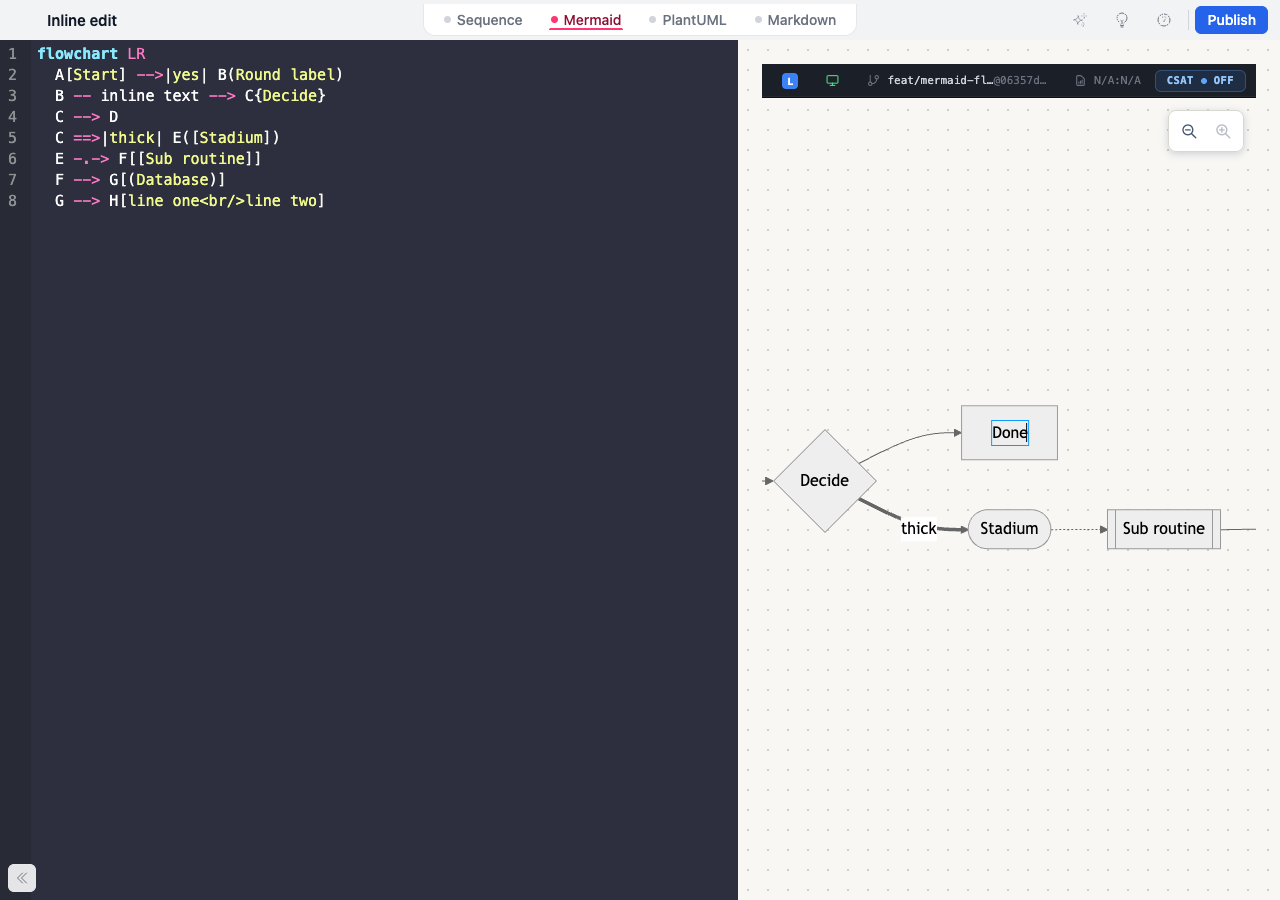 Inline edit
Sequence
Mermaid
PlantUML
Markdown
Publish
1 flowchart LR
2 A[Start] -->|yes| B(Round label)
3 B -- inline text --> C{Decide}
4 C --> D
5 C ==>|thick| E([Stadium])
6 E -.-> F[[Sub routine]]
7 F --> G[(Database)]
8 G --> H[line one<br/>line two]
L
feat/mermaid-fl…@06357d…
N/A:N/A
CSAT OFF
Done
Decide
thick
Stadium
Sub routine